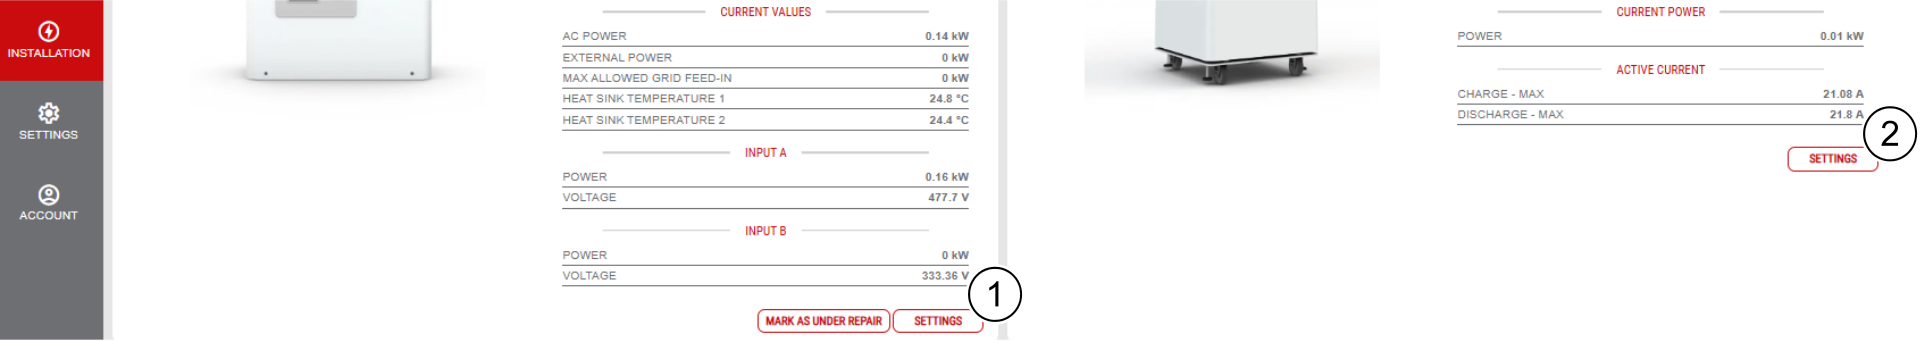 INSTALLATION
SETTINGS
ACCOUNT
CURRENT VALUES
AC POWER 0.14 kW
EXTERNAL POWER 0 kW
MAX ALLOWED GRID FEED-IN 0 kW
HEAT SINK TEMPERATURE 1 24.8 °C
HEAT SINK TEMPERATURE 2 24.4 °C
INPUT A
POWER 0.16 kW
VOLTAGE 477.7 V
INPUT B
POWER 0 kW
VOLTAGE 333.36 V
1
MARK AS UNDER REPAIR SETTINGS
CURRENT POWER
POWER 0.01 kW
ACTIVE CURRENT
CHARGE - MAX 21.08 A
DISCHARGE - MAX 21.8 A
2
SETTINGS